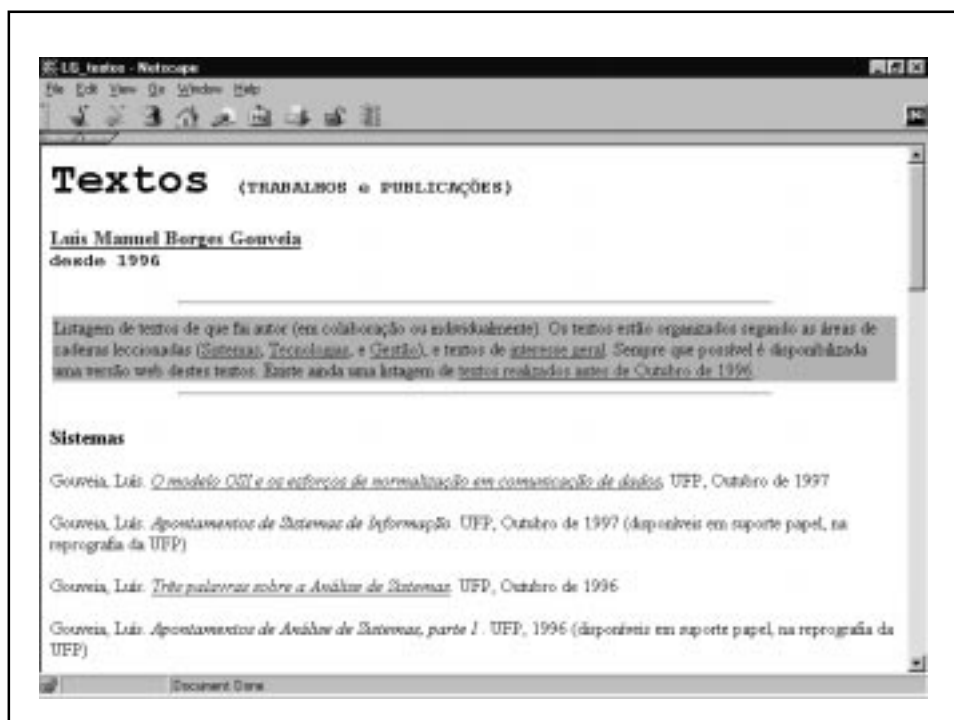 LG_textos - Netscape
File Edit View Go Window Help
Textos (TRABALHOS e PUBLICAÇÕES)
Luis Manuel Borges Gouveia
desde 1996
Listagem de textos de que fui autor (em colaboração ou individualmente). Os textos estão organizados segundo as áreas de
cadeiras leccionadas (Sistemas, Tecnologias, e Gestão), e textos de interesse geral. Sempre que possível é disponibilizada
uma versão web destes textos. Existe ainda uma listagem de textos realizados antes de Outubro de 1996
Sistemas
Gouveia, Luis. O modelo OSI e os esforços de normalização em comunicação de dados, UFP, Outubro de 1997
Gouveia, Luis. Apontamentos de Sistemas de Informação. UFP, Outubro de 1997 (disponíveis em suporte papel, na
reprografia da UFP)
Gouveia, Luis. Três palavras sobre a Análise de Sistemas. UFP, Outubro de 1996
Gouveia, Luis. Apontamentos de Análise de Sistemas, parte I . UFP, 1996 (disponíveis em suporte papel, na reprografia da
UFP)
Document Done